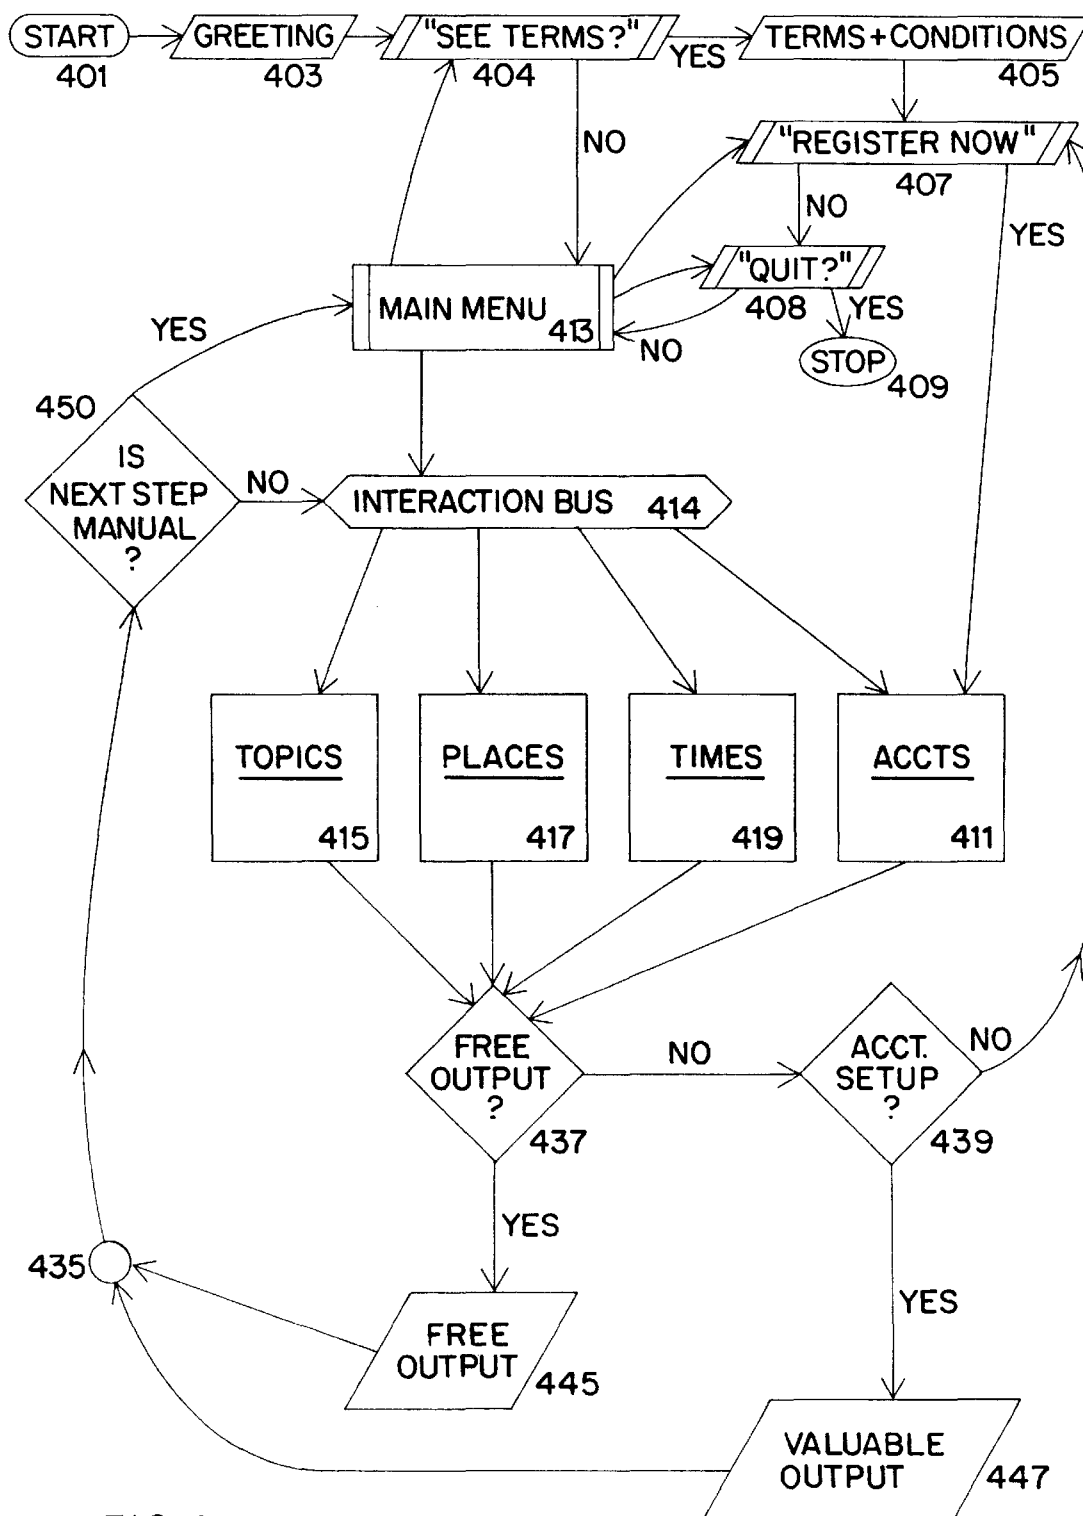 START
401
GREETING
403
"SEE TERMS?"
404
YES
TERMS+CONDITIONS
405
NO
"REGISTER NOW"
407
NO
YES
"QUIT?"
408
YES
MAIN MENU
413
NO
STOP
409
YES
450
IS
NEXT STEP
MANUAL
?
NO
INTERACTION BUS
414
TOPICS
415
PLACES
417
TIMES
419
ACCTS
411
FREE
OUTPUT
?
437
NO
ACCT.
SETUP
?
439
NO
YES
435
YES
FREE
OUTPUT
445
VALUABLE
OUTPUT
447